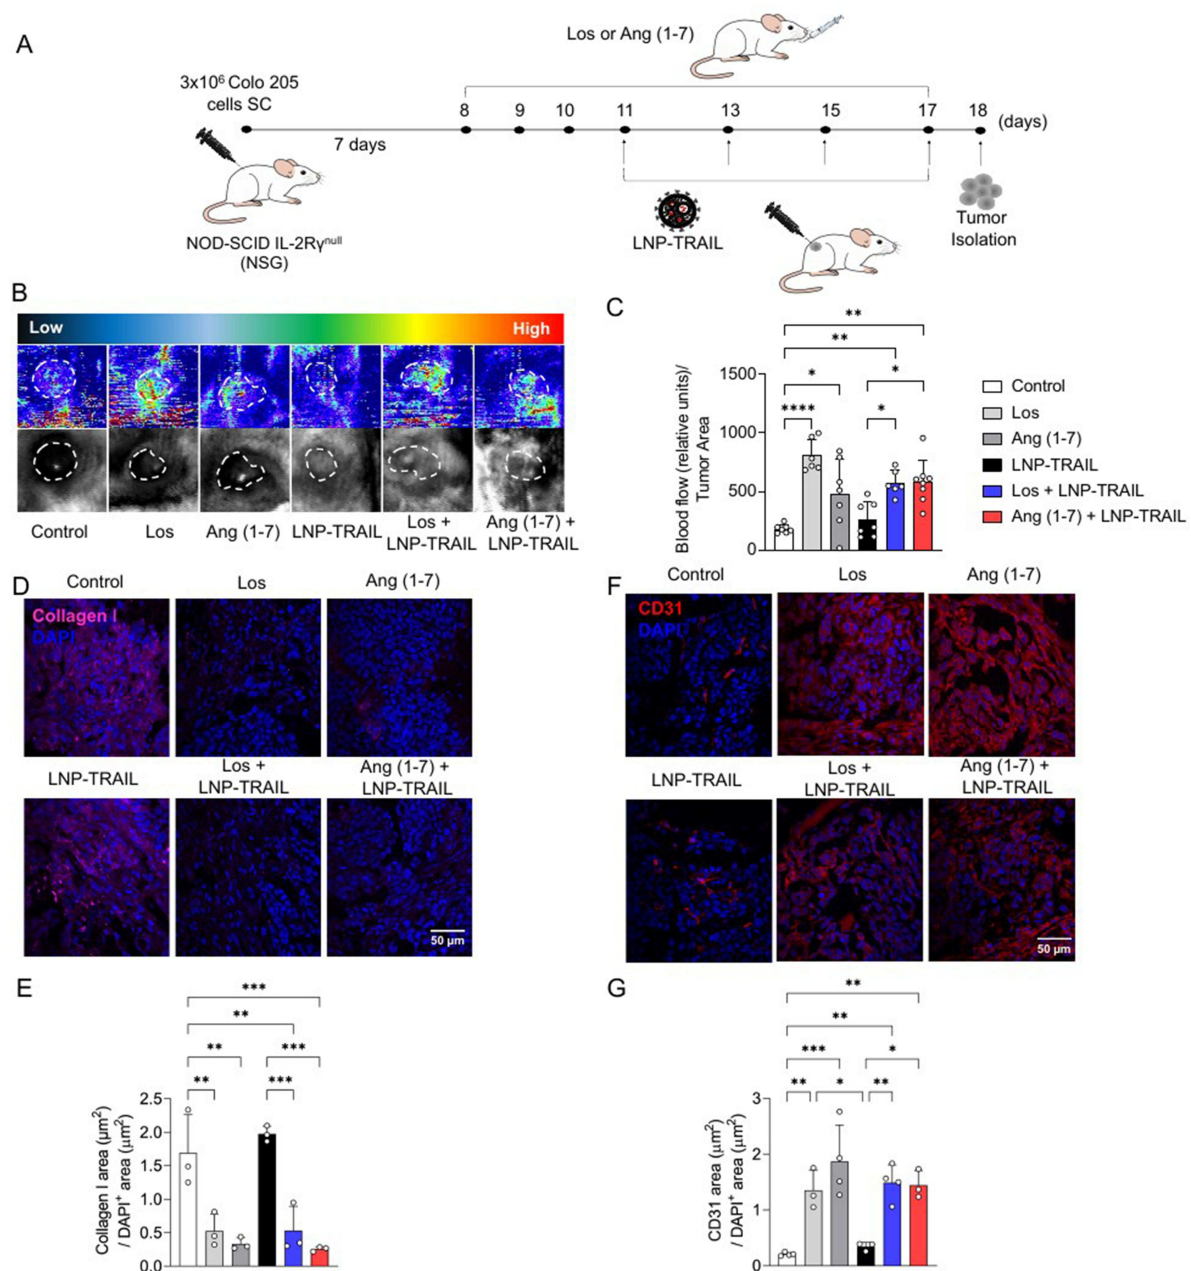 A
Los or Ang (1-7)
3x10⁶ Colo 205
cells SC
8 9 10 11 13 15 17 18 (days)
7 days
NOD-SCID IL-2Rγⁿᵘˡˡ
(NSG)
LNP-TRAIL
Tumor
Isolation
B
Low High
Control Los Ang (1-7) LNP-TRAIL Los + LNP-TRAIL Ang (1-7) + LNP-TRAIL
C
**
**
* *
**** *
Blood flow (relative units)/
Tumor Area
1500
1000
500
0
Control
Los
Ang (1-7)
LNP-TRAIL
Los + LNP-TRAIL
Ang (1-7) + LNP-TRAIL
D
Control Los Ang (1-7)
Collagen I
DAPI
LNP-TRAIL Los + LNP-TRAIL Ang (1-7) + LNP-TRAIL
50 µm
F
Control Los Ang (1-7)
CD31
DAPI
LNP-TRAIL Los + LNP-TRAIL Ang (1-7) + LNP-TRAIL
50 µm
E
***
**
** ***
** ***
Collagen I area (µm²)
/ DAPI⁺ area (µm²)
2.5
2.0
1.5
1.0
0.5
0.0
G
**
**
*** *
** * **
CD31 area (µm²)
/ DAPI⁺ area (µm²)
3
2
1
0